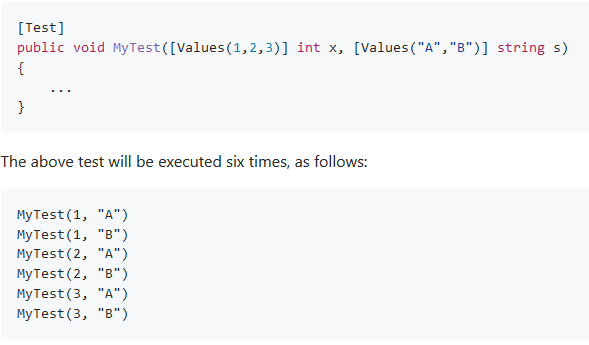 [Test]
public void MyTest([Values(1,2,3)] int x, [Values("A","B")] string s)
{
    ...
}
The above test will be executed six times, as follows:
MyTest(1, "A")
MyTest(1, "B")
MyTest(2, "A")
MyTest(2, "B")
MyTest(3, "A")
MyTest(3, "B")